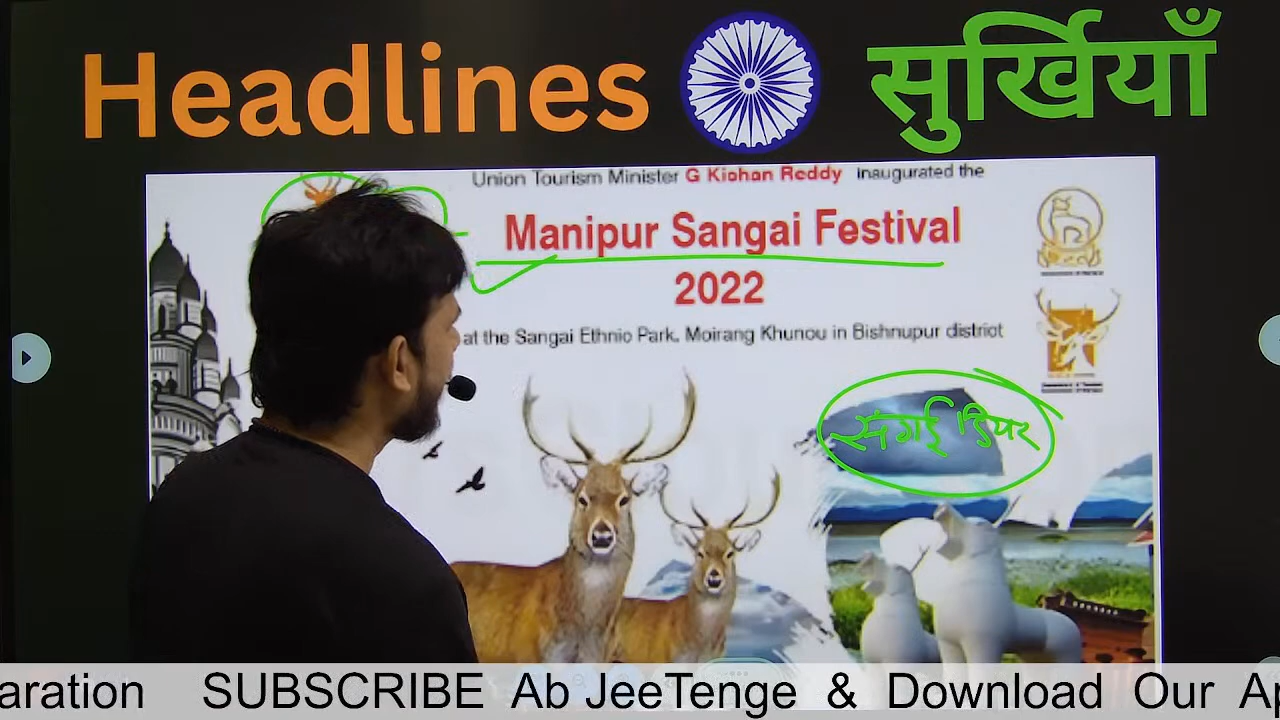 Headlines सुर्खियाँ
Union Tourism Minister G Kishan Reddy inaugurated the
Manipur Sangai Festival
2022
at the Sangai Ethnio Park, Moirang Khunou in Bishnupur district
संगई डियर
aration SUBSCRIBE Ab JeeTenge & Download Our Ap